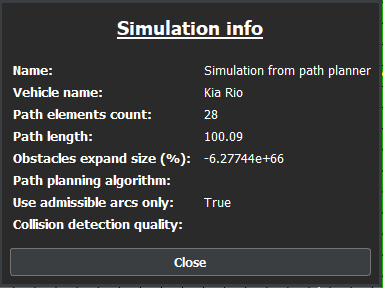 Simulation info
Name: Simulation from path planner
Vehicle name: Kia Rio
Path elements count: 28
Path length: 100.09
Obstacles expand size (%): -6.27744e+66
Path planning algorithm:
Use admissible arcs only: True
Collision detection quality:
Close